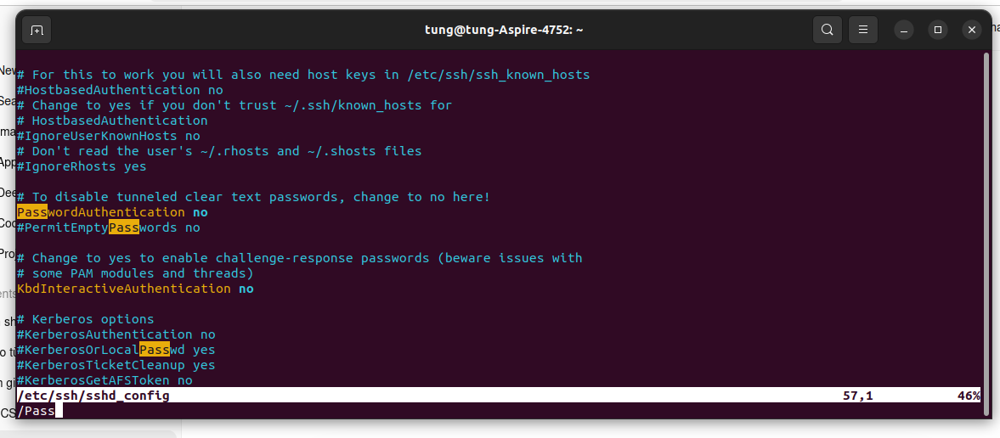 tung@tung-Aspire-4752: ~
# For this to work you will also need host keys in /etc/ssh/ssh_known_hosts
#HostbasedAuthentication no
# Change to yes if you don't trust ~/.ssh/known_hosts for
# HostbasedAuthentication
#IgnoreUserKnownHosts no
# Don't read the user's ~/.rhosts and ~/.shosts files
#IgnoreRhosts yes
# To disable tunneled clear text passwords, change to no here!
PasswordAuthentication no
#PermitEmptyPasswords no
# Change to yes to enable challenge-response passwords (beware issues with
# some PAM modules and threads)
KbdInteractiveAuthentication no
# Kerberos options
#KerberosAuthentication no
#KerberosOrLocalPasswd yes
#KerberosTicketCleanup yes
#KerberosGetAFSToken no
/etc/ssh/sshd_config 57,1 46%
/Pass